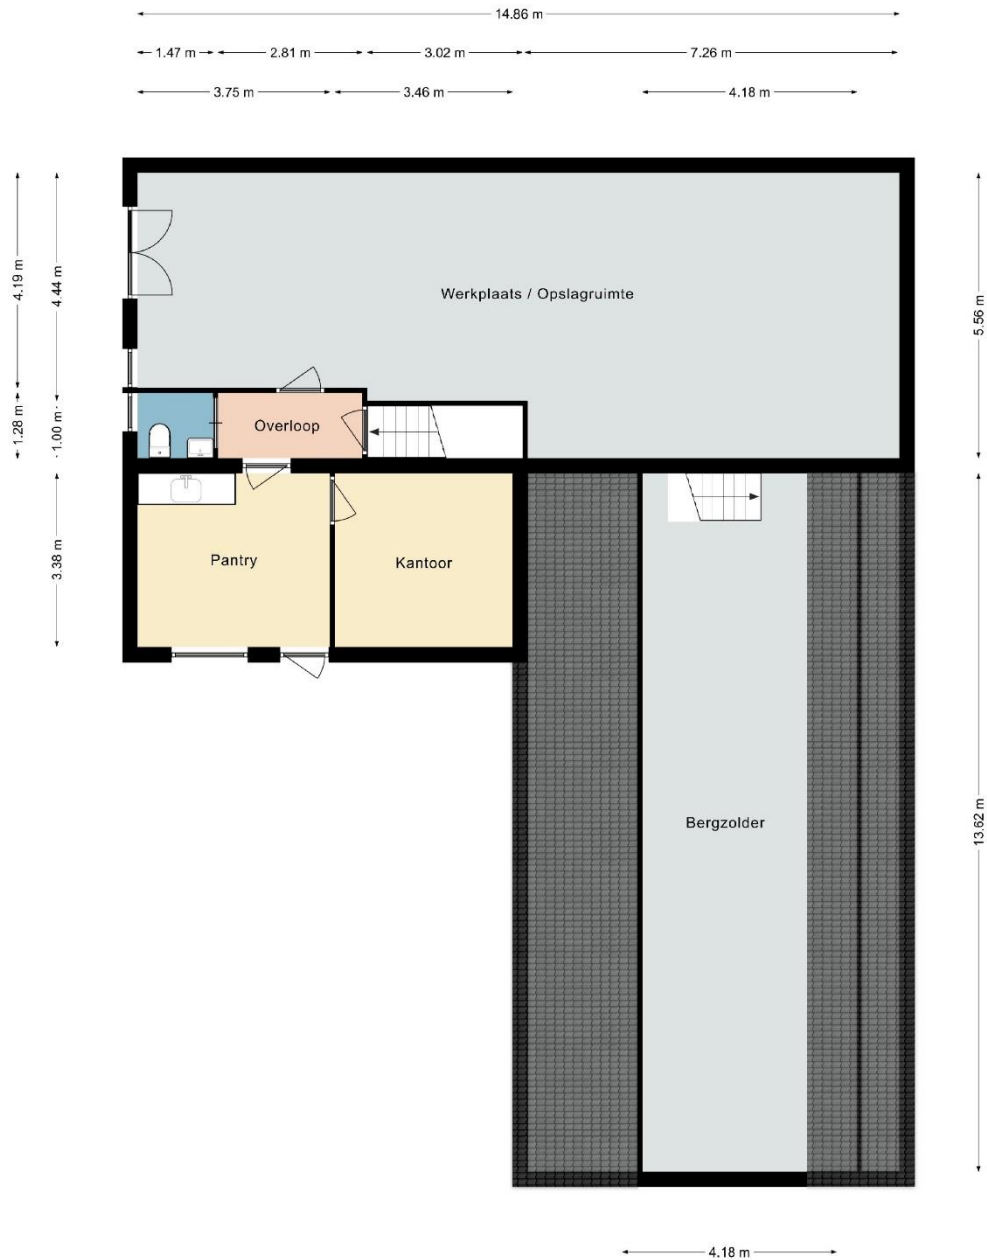 14.86 m
1.47 m 2.81 m 3.02 m 7.26 m
3.75 m 3.46 m 4.18 m
4.19 m
4.44 m
5.56 m
Werkplaats / Opslagruimte
1.28 m
1.00 m
Overloop
3.38 m
Pantry
Kantoor
Bergzolder
13.62 m
4.18 m